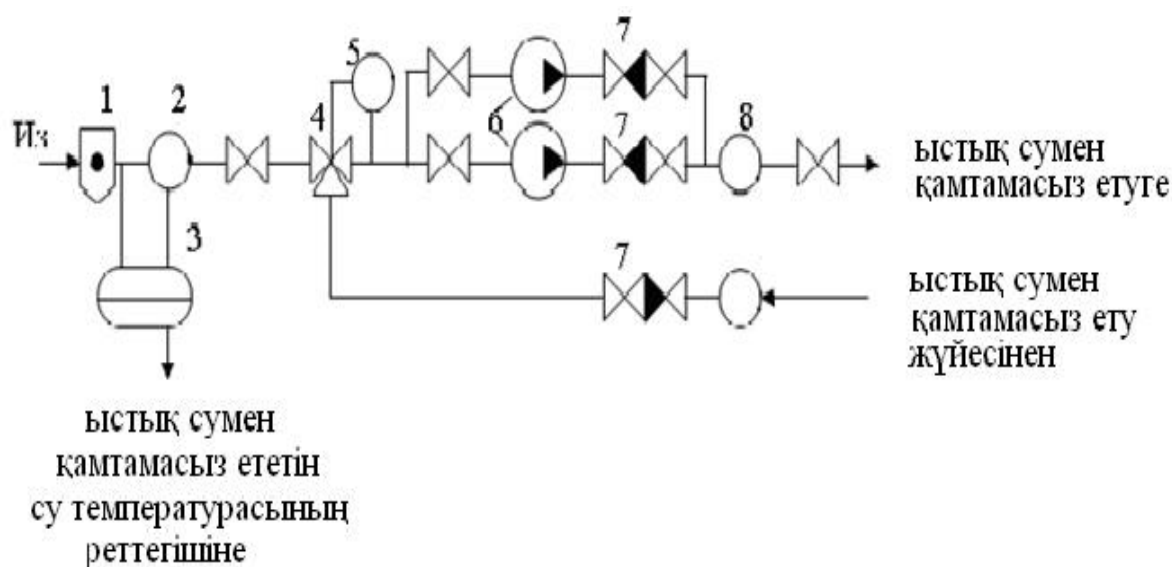 Из
1
2
3
4
5
6
7
7
8
ыстық сумен
қамтамасыз етуге
7
ыстық сумен
қамтамасыз ету
жүйесінен
ыстық сумен
қамтамасыз ететін
су температурасының
реттегішіне